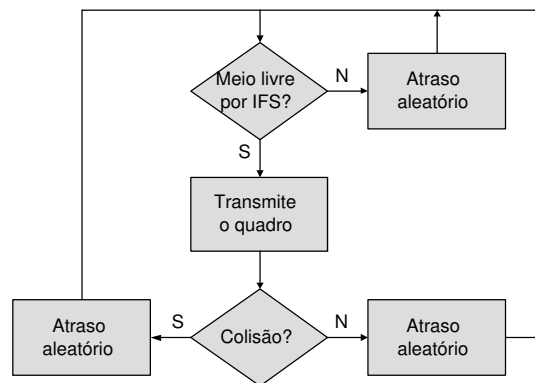 Meio livre
por IFS?
N
Atraso
aleatório
S
Transmite
o quadro
Atraso
aleatório
S
Colisão?
N
Atraso
aleatório